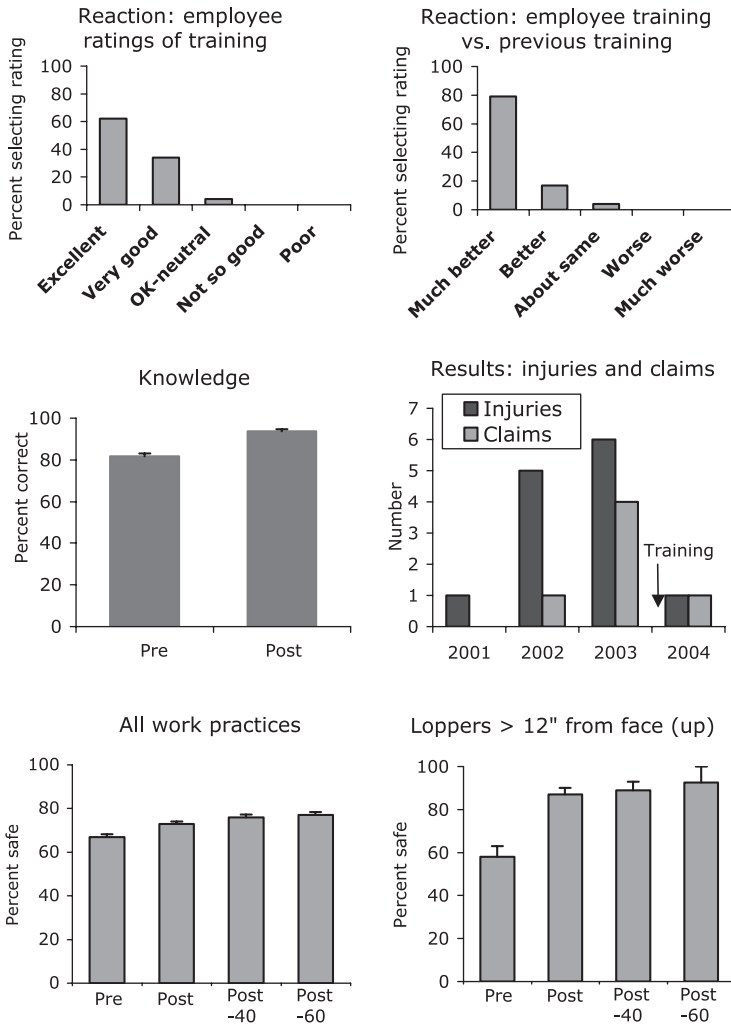 Reaction: employee
ratings of training
Percent selecting rating
100
80
60
40
20
0
Excellent
Very good
OK-neutral
Not so good
Poor
Reaction: employee training
vs. previous training
Percent selecting rating
100
80
60
40
20
0
Much better
Better
About same
Worse
Much worse
Knowledge
Percent correct
100
80
60
40
20
0
Pre
Post
Results: injuries and claims
Number
7
6
5
4
3
2
1
0
Injuries
Claims
Training
2001
2002
2003
2004
All work practices
Percent safe
100
80
60
40
20
0
Pre
Post
Post
-40
Post
-60
Loppers > 12" from face (up)
Percent safe
100
80
60
40
20
0
Pre
Post
Post
-40
Post
-60